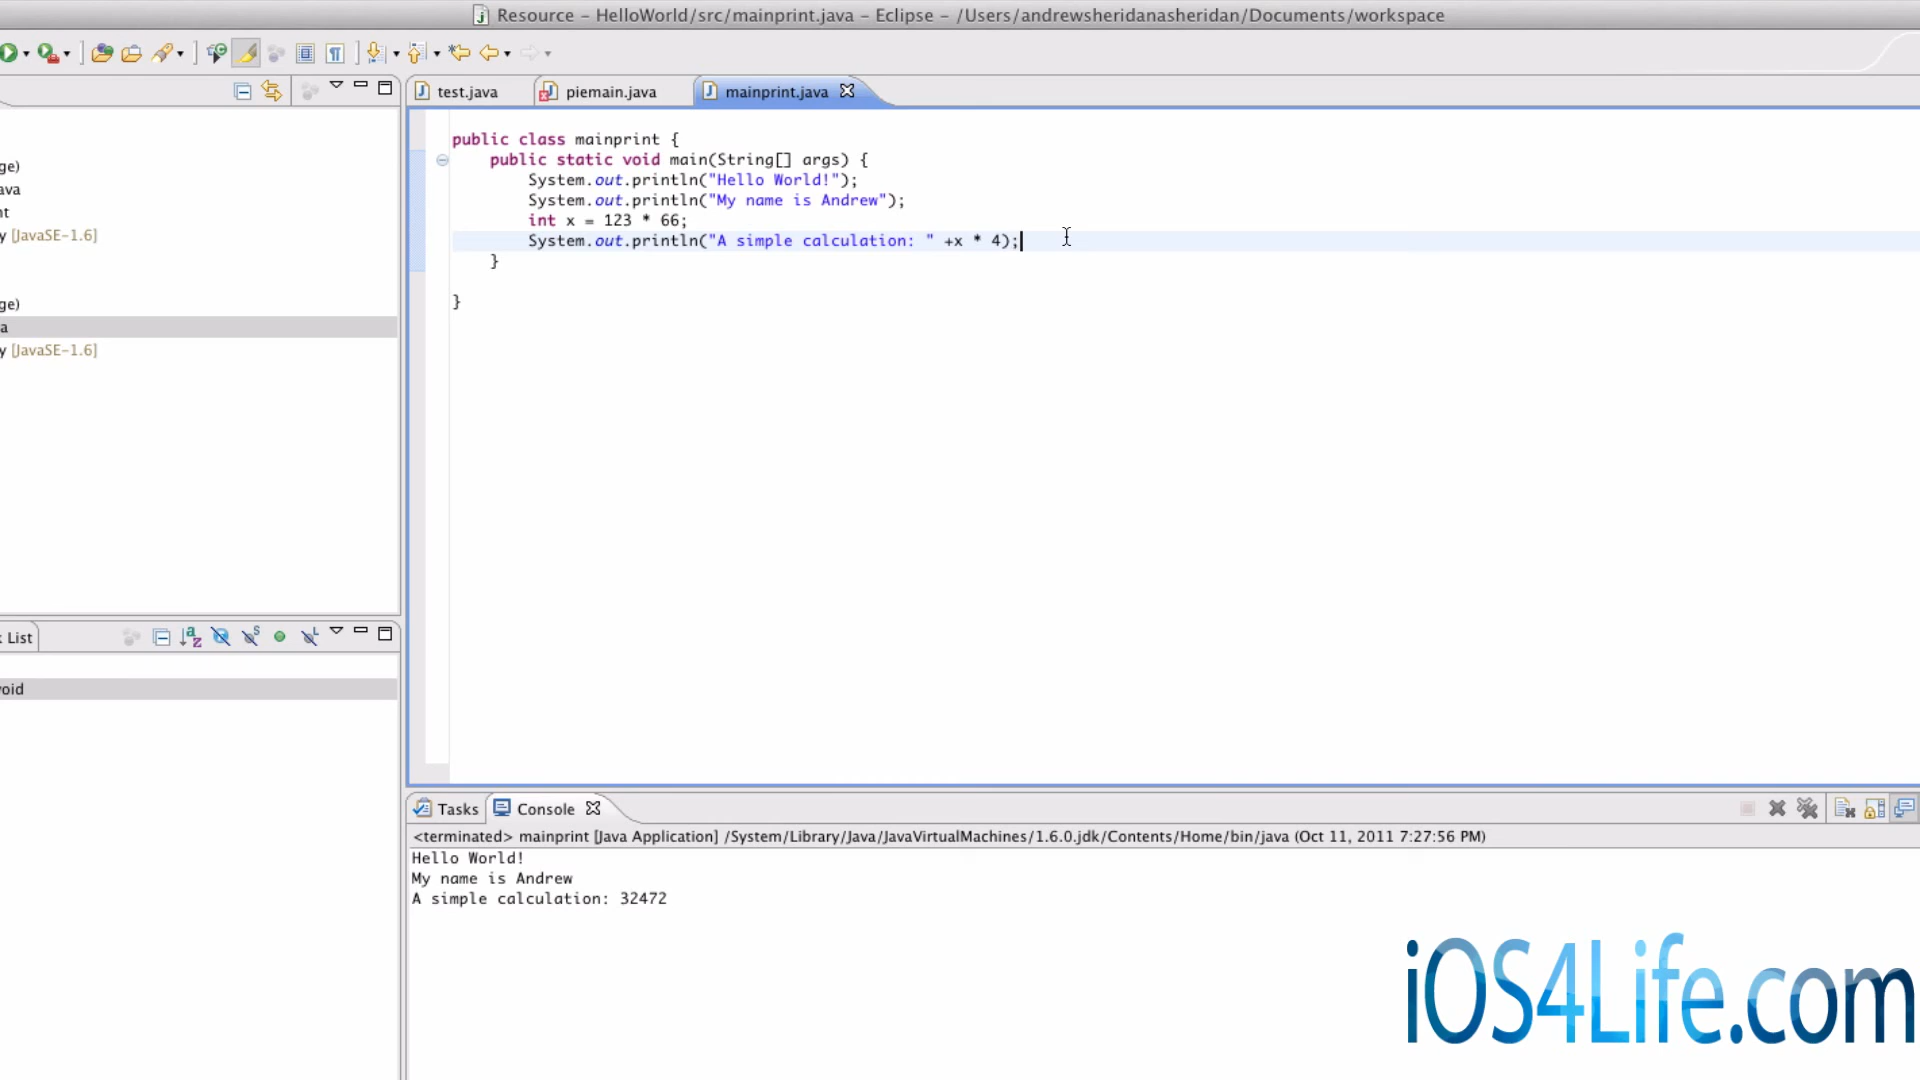 Resource – HelloWorld/src/mainprint.java – Eclipse – /Users/andrewsheridanasheridan/Documents/workspace
test.java
piemain.java
mainprint.java
ge)
ava
nt
y [JavaSE-1.6]
ge)
a
y [JavaSE-1.6]
public class mainprint {
public static void main(String[] args) {
System.out.println("Hello World!");
System.out.println("My name is Andrew");
int x = 123 * 66;
System.out.println("A simple calculation: " +x * 4);
}
}
List
void
Tasks
Console
<terminated> mainprint [Java Application] /System/Library/Java/JavaVirtualMachines/1.6.0.jdk/Contents/Home/bin/java (Oct 11, 2011 7:27:56 PM)
Hello World!
My name is Andrew
A simple calculation: 32472
iOS4Life.com